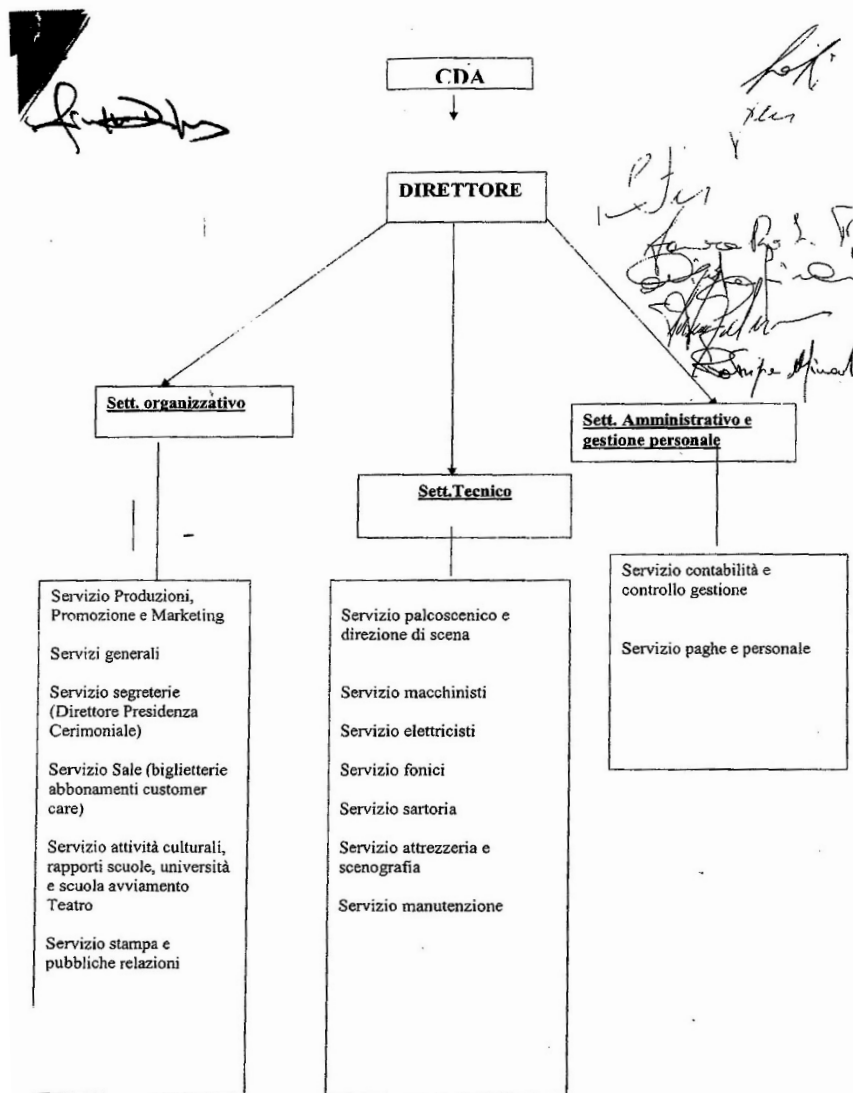 CDA
DIRETTORE
Sett. organizzativo
Sett. Amministrativo e
gestione personale
Sett.Tecnico
Servizio Produzioni,
Promozione e Marketing
Servizi generali
Servizio segreterie
(Direttore Presidenza
Cerimoniale)
Servizio Sale (biglietterie
abbonamenti customer
care)
Servizio attività culturali,
rapporti scuole, università
e scuola avviamento
Teatro
Servizio stampa e
pubbliche relazioni
Servizio palcoscenico e
direzione di scena
Servizio macchinisti
Servizio elettricisti
Servizio fonici
Servizio sartoria
Servizio attrezzeria e
scenografia
Servizio manutenzione
Servizio contabilità e
controllo gestione
Servizio paghe e personale